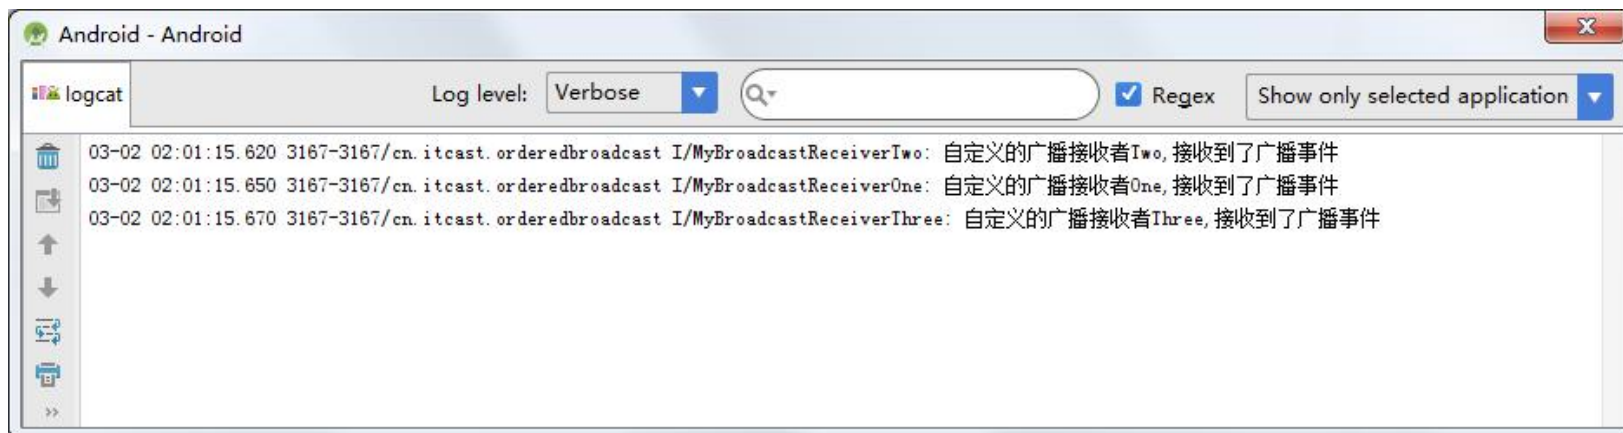 Android - Android
logcat Log level: Verbose Regex Show only selected application
03-02 02:01:15.620 3167-3167/cn.itcast.orderedbroadcast I/MyBroadcastReceiverTwo: 自定义的广播接收者Two,接收到了广播事件
03-02 02:01:15.650 3167-3167/cn.itcast.orderedbroadcast I/MyBroadcastReceiverOne: 自定义的广播接收者One,接收到了广播事件
03-02 02:01:15.670 3167-3167/cn.itcast.orderedbroadcast I/MyBroadcastReceiverThree: 自定义的广播接收者Three,接收到了广播事件